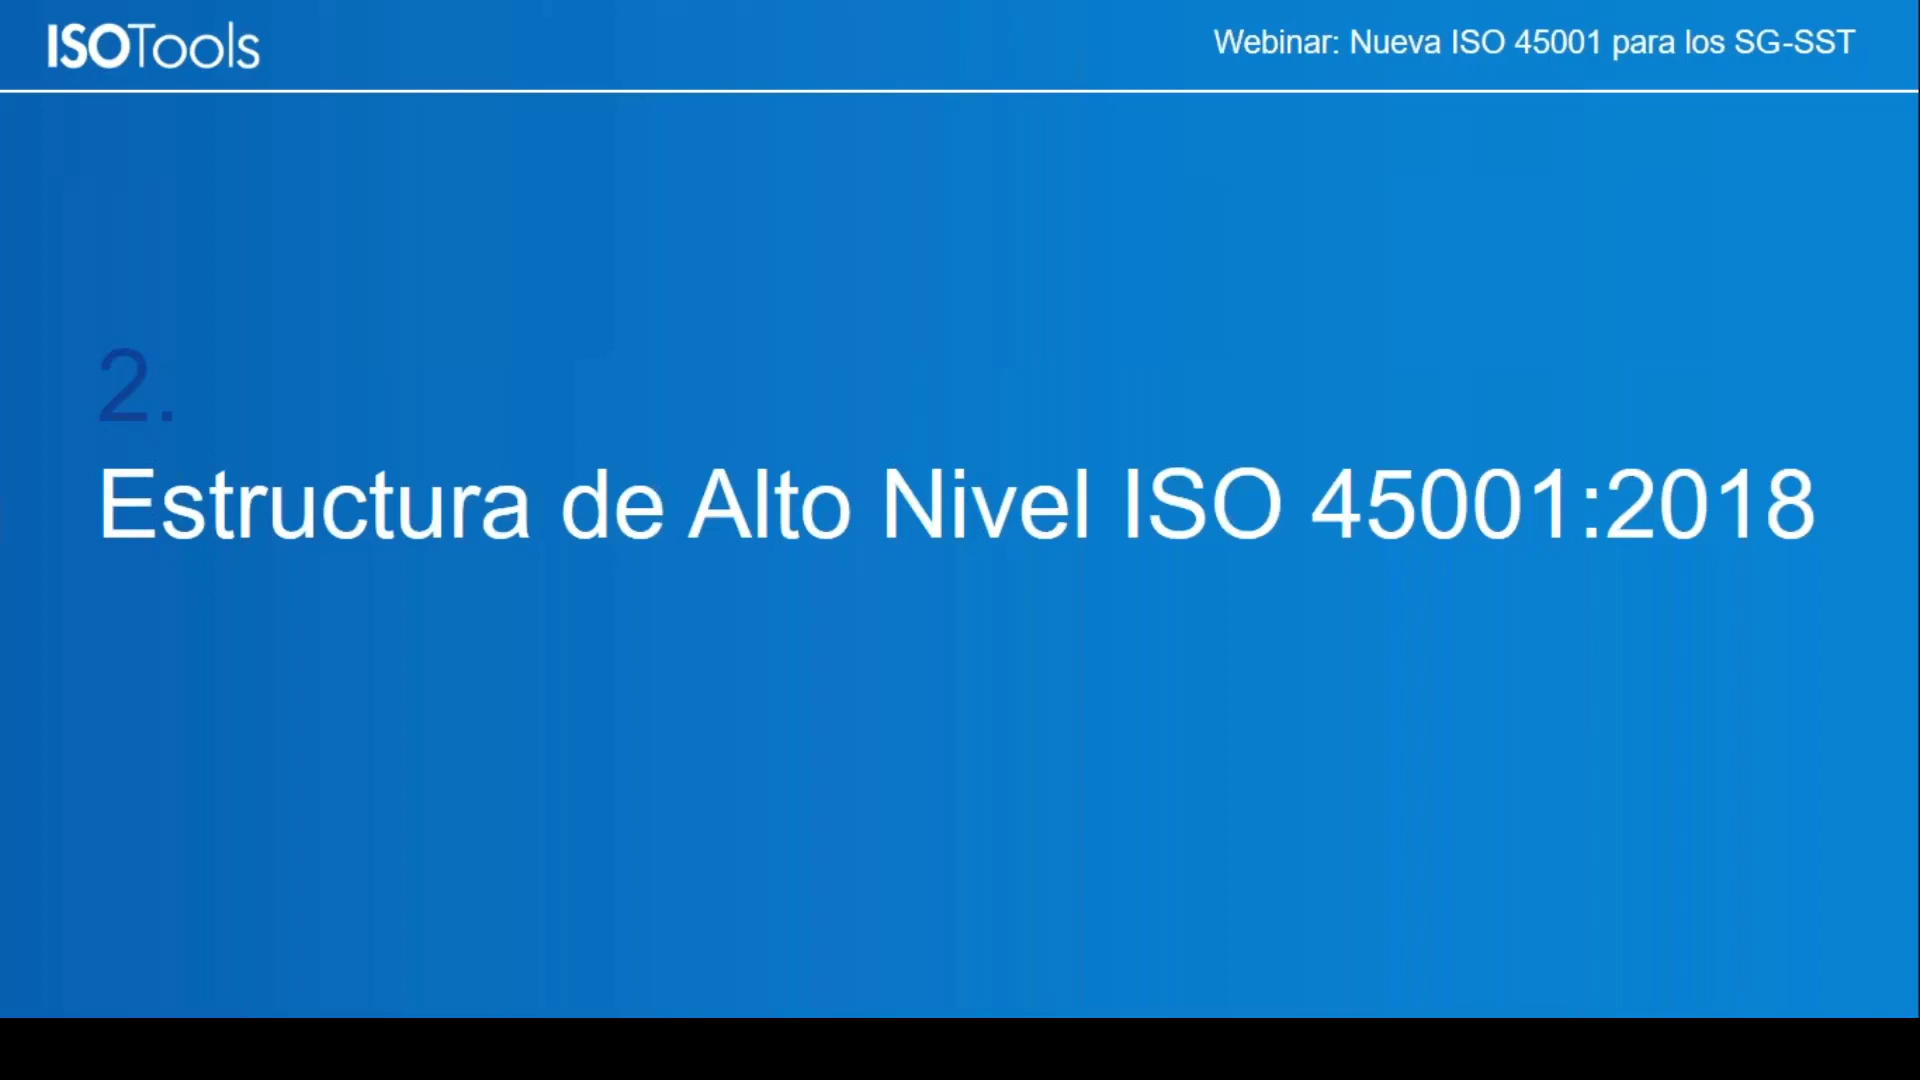 ISOTools
Webinar: Nueva ISO 45001 para los SG-SST
2.
Estructura de Alto Nivel ISO 45001:2018